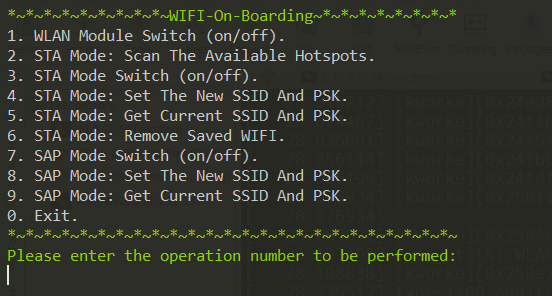 *~*~*~*~*~*~*~*~*~WIFI-On-Boarding~*~*~*~*~*~*~*~*
1. WLAN Module Switch (on/off).
2. STA Mode: Scan The Available Hotspots.
3. STA Mode Switch (on/off).
4. STA Mode: Set The New SSID And PSK.
5. STA Mode: Get Current SSID And PSK.
6. STA Mode: Remove Saved WIFI.
7. SAP Mode Switch (on/off).
8. SAP Mode: Set The New SSID And PSK.
9. SAP Mode: Get Current SSID And PSK.
0. Exit.
*~*~*~*~*~*~*~*~*~*~*~*~*~*~*~*~*~*~*~*~*~*~*~*~*~
Please enter the operation number to be performed: